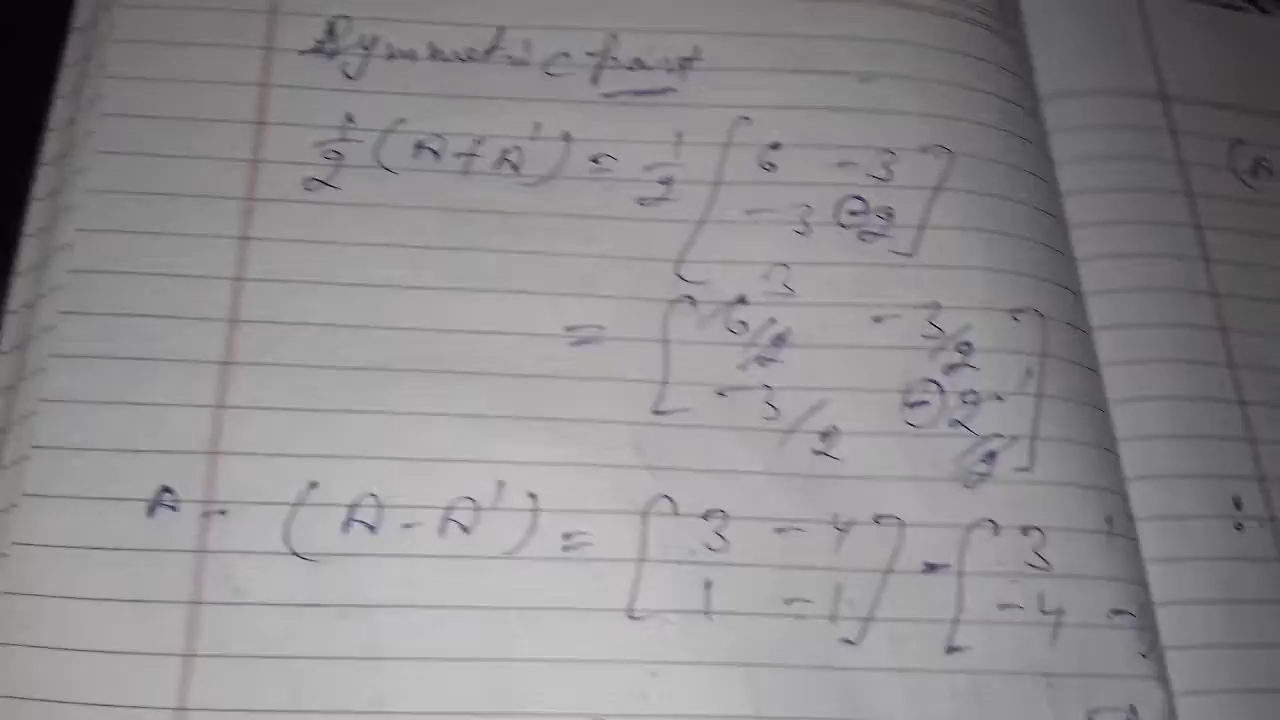 Symmetric part
1/2 (A+A') = 1/2 [6 -3
-3 -2]
= [6/2 -3/2
-3/2 -2/2]
A - (A - A') = [3 -4
1 -1] - [3 1
-4 -